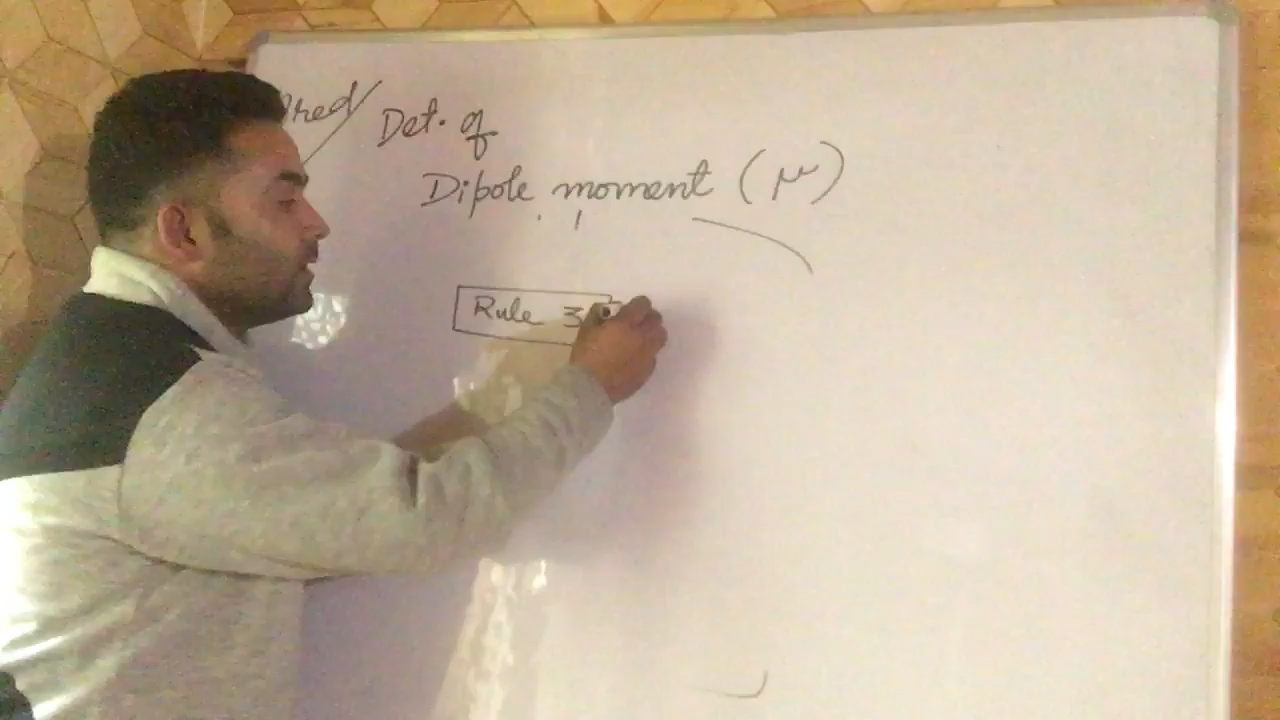 Det. of
Dipole moment (μ)
Rule 3